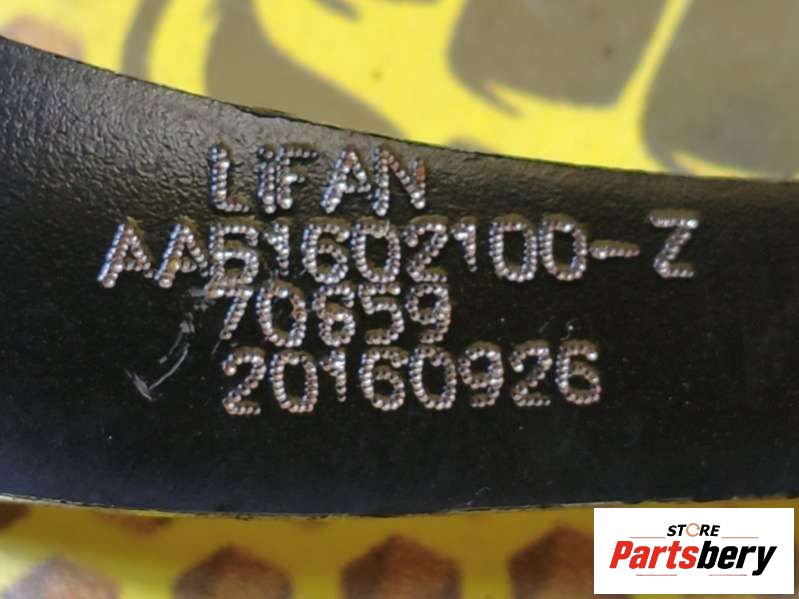 LIFAN
AAB1602100-Z
70659
20160926
STORE
Partsbery